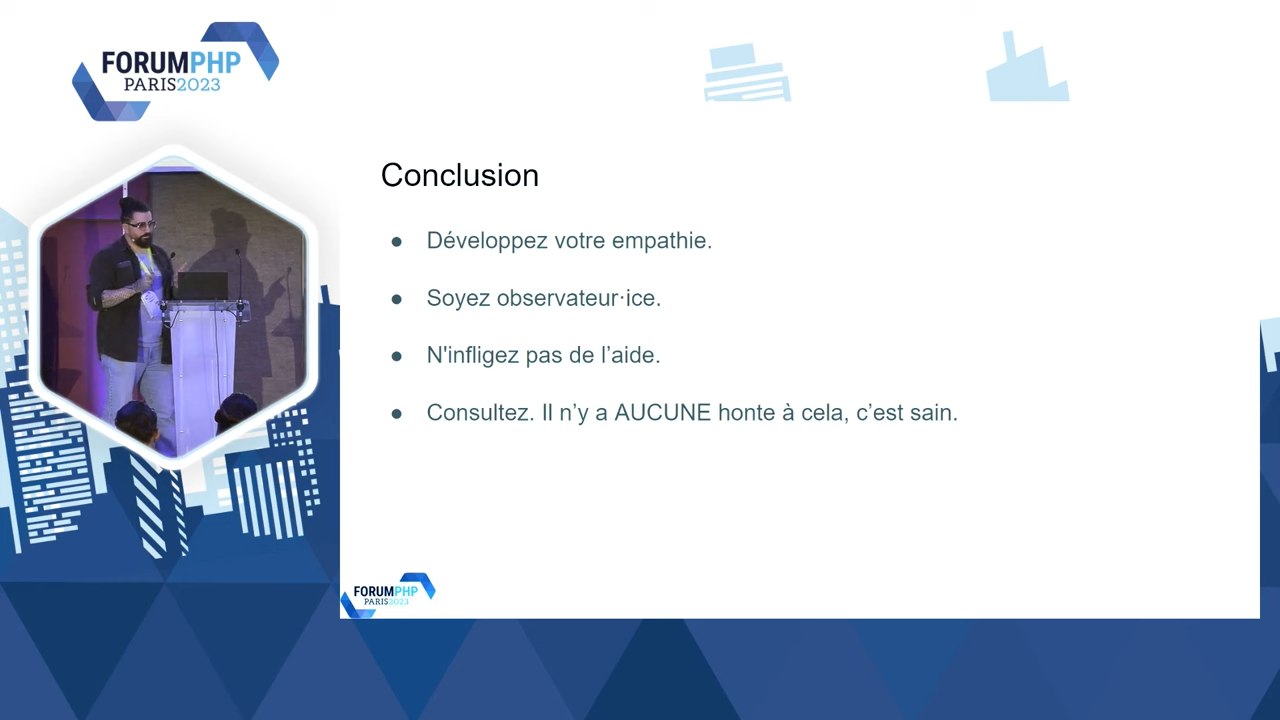 FORUMPHP
PARIS2023
Conclusion
● Développez votre empathie.
● Soyez observateur·ice.
● N'infligez pas de l’aide.
● Consultez. Il n’y a AUCUNE honte à cela, c’est sain.
FORUMPHP
PARIS2023